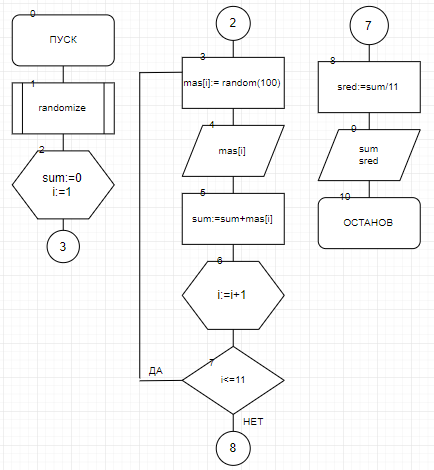 0
ПУСК
1
randomize
2
sum:=0
i:=1
3
2
3
mas[i]:= random(100)
4
mas[i]
5
sum:=sum+mas[i]
6
i:=i+1
7
i<=11
ДА
НЕТ
8
7
8
sred:=sum/11
9
sum
sred
10
ОСТАНОВ